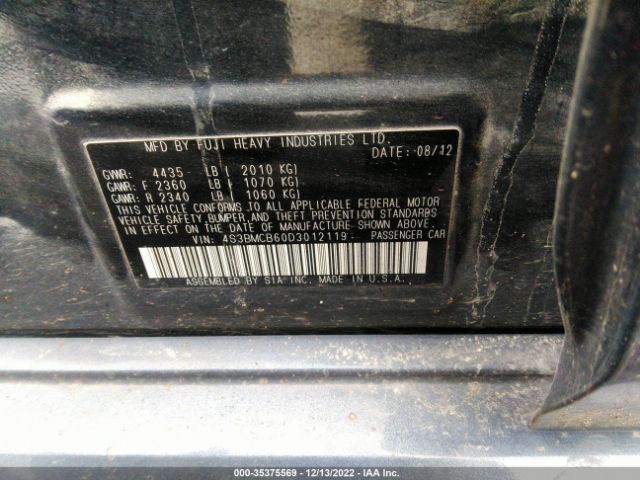 MFD BY FUJI HEAVY INDUSTRIES LTD.
DATE: 08/12
GVWR: 4435 LB ( 2010 KG)
GAWR: F 2360 LB ( 1070 KG)
GAWR: R 2340 LB ( 1060 KG)
THIS VEHICLE CONFORMS TO ALL APPLICABLE FEDERAL MOTOR
VEHICLE SAFETY, BUMPER, AND THEFT PREVENTION STANDARDS
IN EFFECT ON THE DATE OF MANUFACTURE SHOWN ABOVE.
VIN: 4S3BMCB60D3012119 PASSENGER CAR
ASSEMBLED BY SIA INC. MADE IN U.S.A.
000-35375569 - 12/13/2022 - IAA Inc.